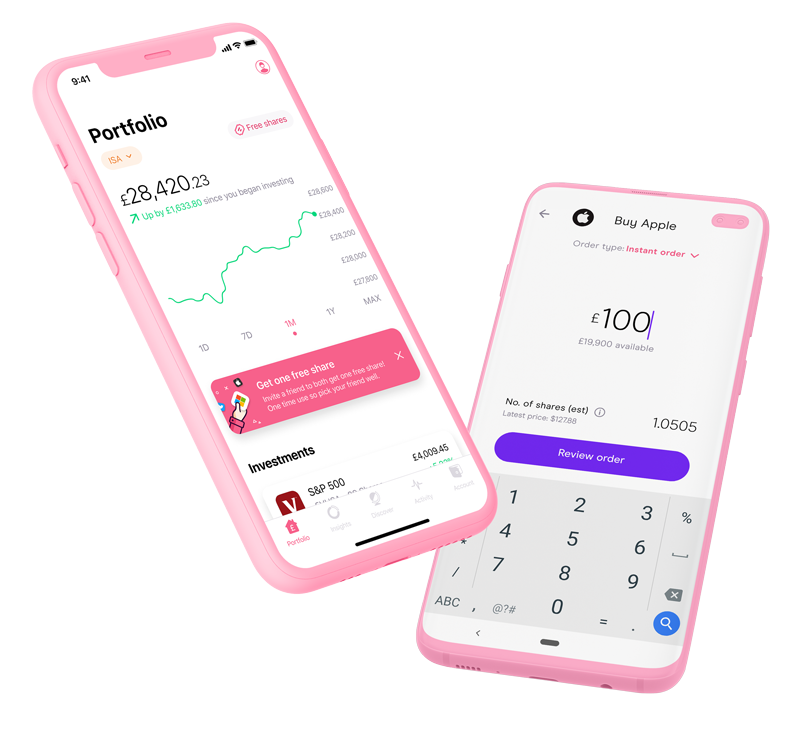 9:41
Portfolio
Free shares
ISA
£28,420.23
Up by £1,633.80 since you began investing
£28,600
£28,400
£28,200
£28,000
£27,800
1D 7D 1M 1Y MAX
Get one free share
Invite a friend to both get one free share!
One time use so pick your friend well.
Investments
S&P 500
£4,009.45
Portfolio Insights Discover Activity Account
Buy Apple
Order type: Instant order
£100
£19,900 available
No. of shares (est)
Latest price: $127.88
1.0505
Review order
1 2 3 %
* 4 5 6
/ 7 8 9
ABC , @?# 0 = .